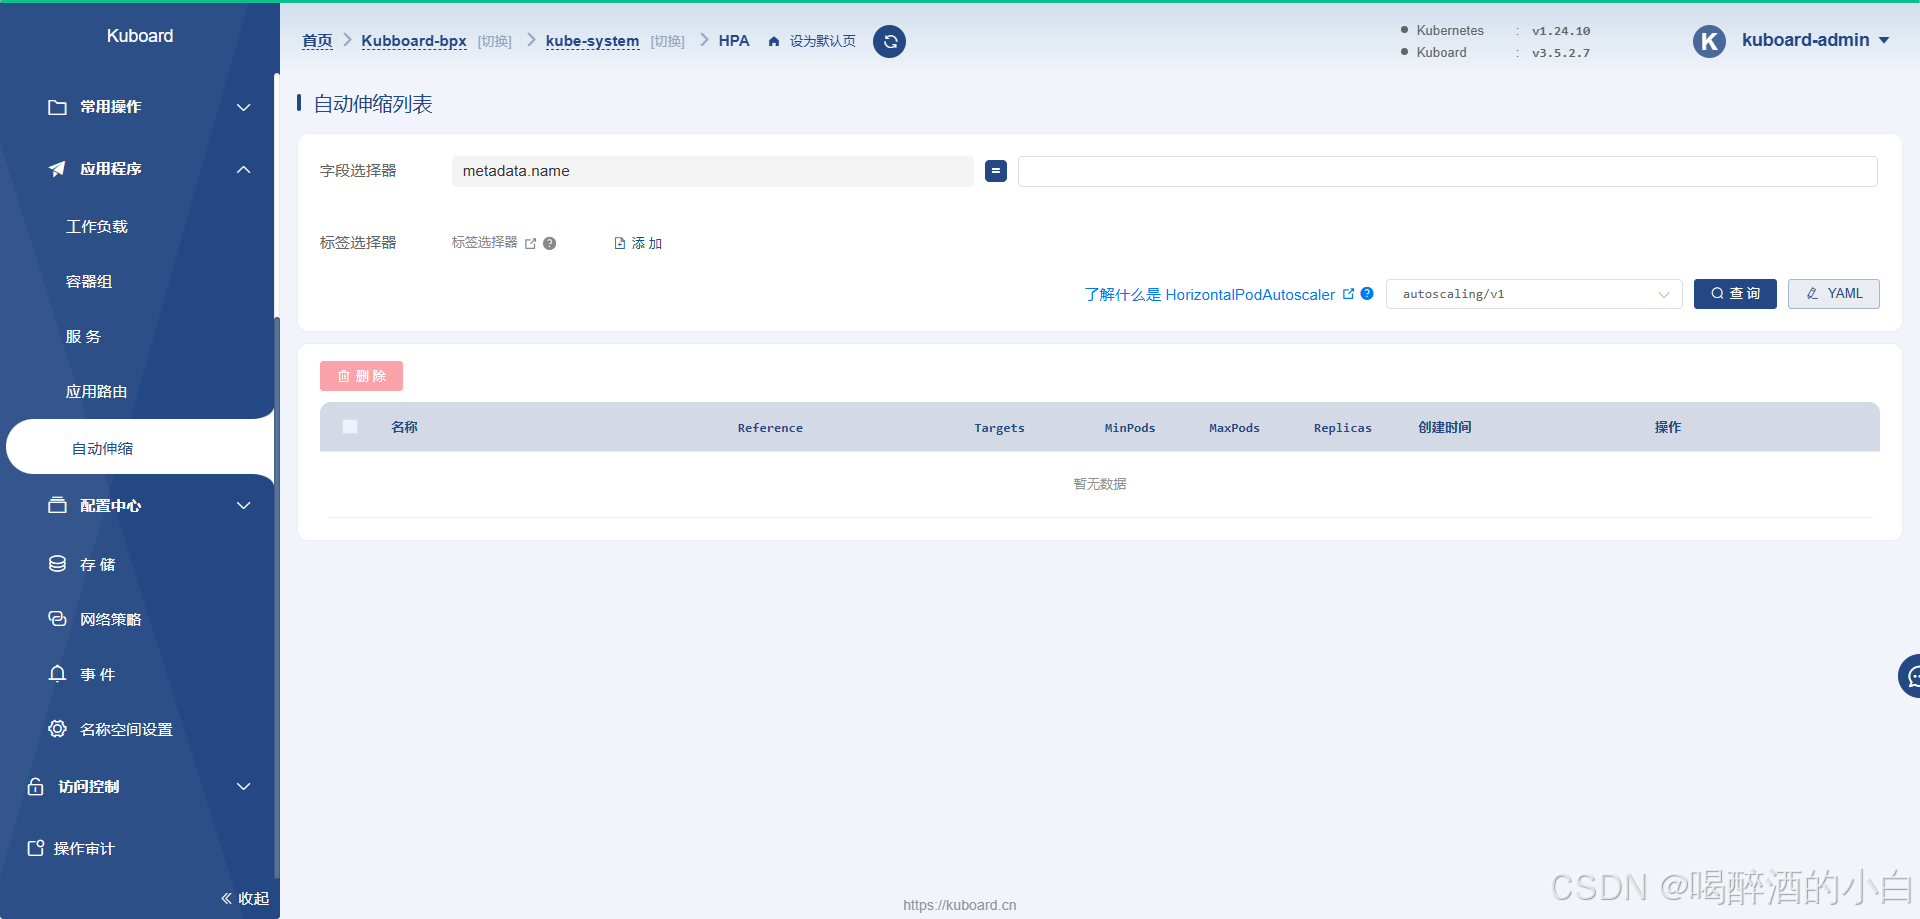 Kuboard
首页 Kubboard-bpx [切换] kube-system [切换] HPA 设为默认页
Kubernetes : v1.24.10
Kuboard : v3.5.2.7
K kuboard-admin
常用操作
应用程序
工作负载
容器组
服 务
应用路由
自动伸缩
配置中心
存 储
网络策略
事 件
名称空间设置
访问控制
操作审计
收起
自动伸缩列表
字段选择器 metadata.name =
标签选择器 标签选择器 添 加
了解什么是 HorizontalPodAutoscaler autoscaling/v1 查 询 YAML
删 除
名称 Reference Targets MinPods MaxPods Replicas 创建时间 操作
暂无数据
https://kuboard.cn
CSDN @喝醉酒的小白